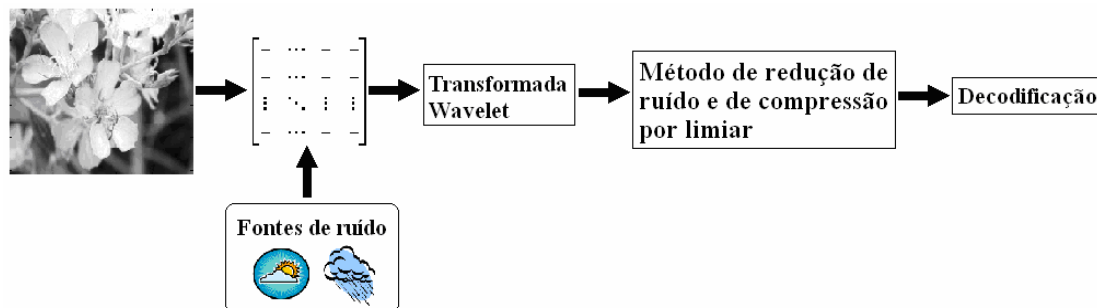 Transformada
Wavelet
Método de redução de
ruído e de compressão
por limiar
Decodificação
Fontes de ruído